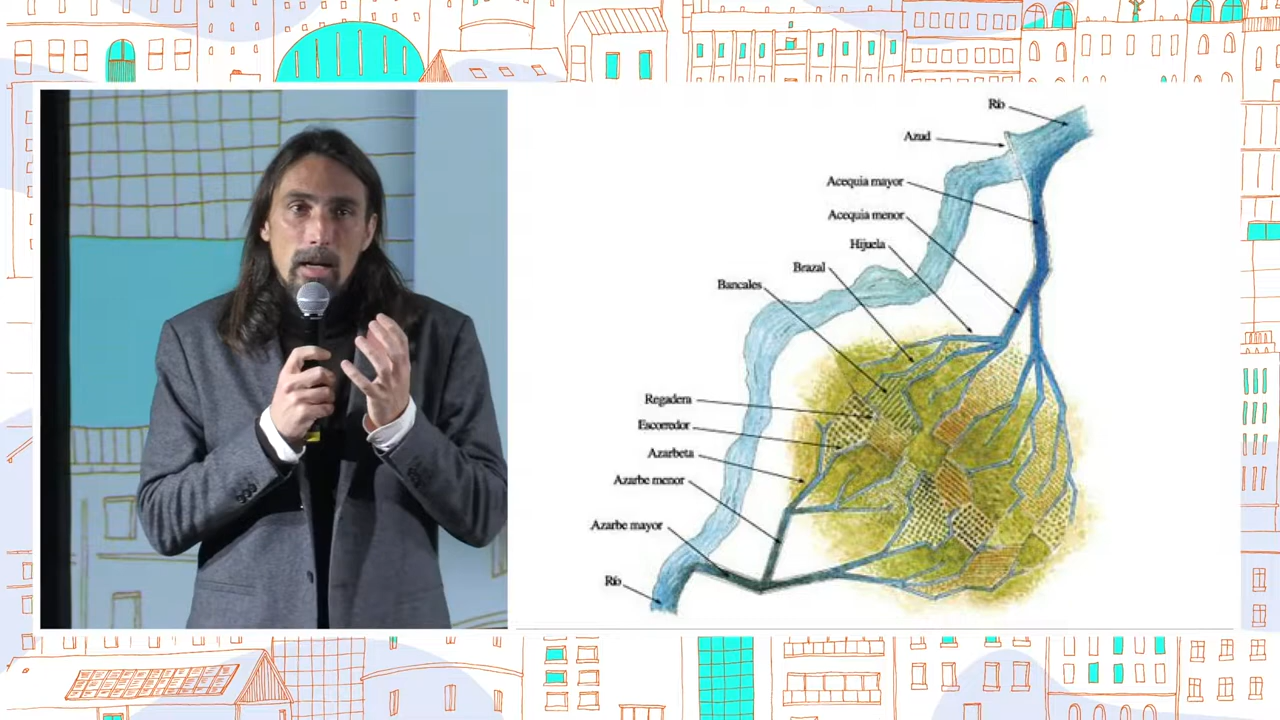 Río
Azud
Acequia mayor
Acequia menor
Hijuela
Brazal
Bancales
Regadera
Escorredor
Azarbeta
Azarbe menor
Azarbe mayor
Río